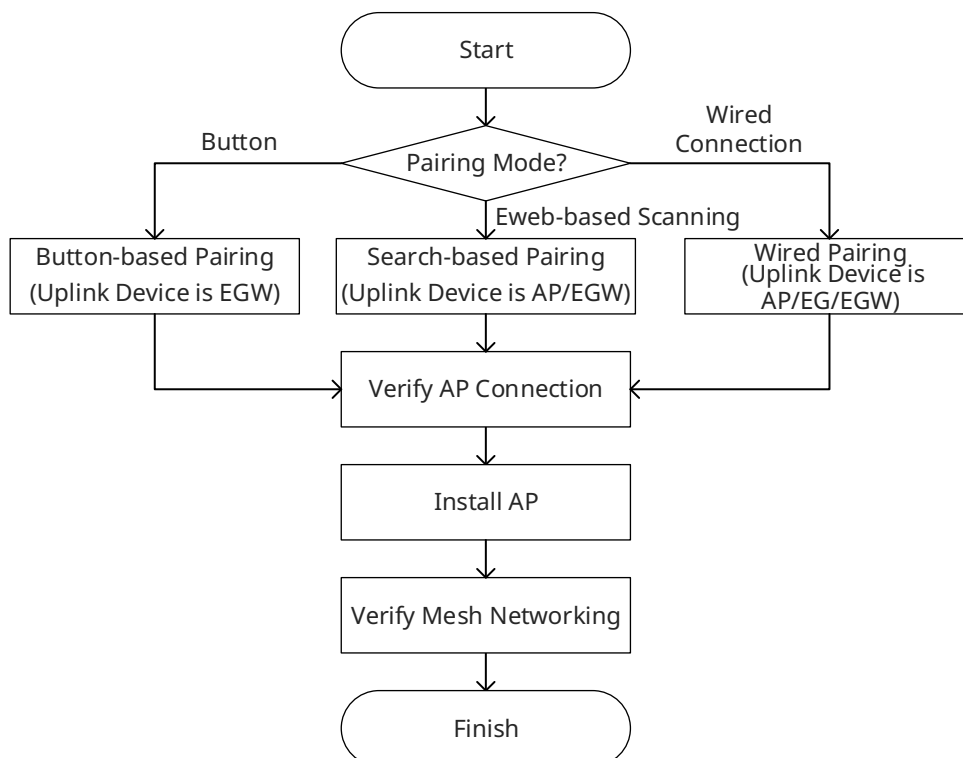 Start
Pairing Mode?
Button
Wired
Connection
Eweb-based Scanning
Button-based Pairing
(Uplink Device is EGW)
Search-based Pairing
(Uplink Device is AP/EGW)
Wired Pairing
(Uplink Device is
AP/EG/EGW)
Verify AP Connection
Install AP
Verify Mesh Networking
Finish